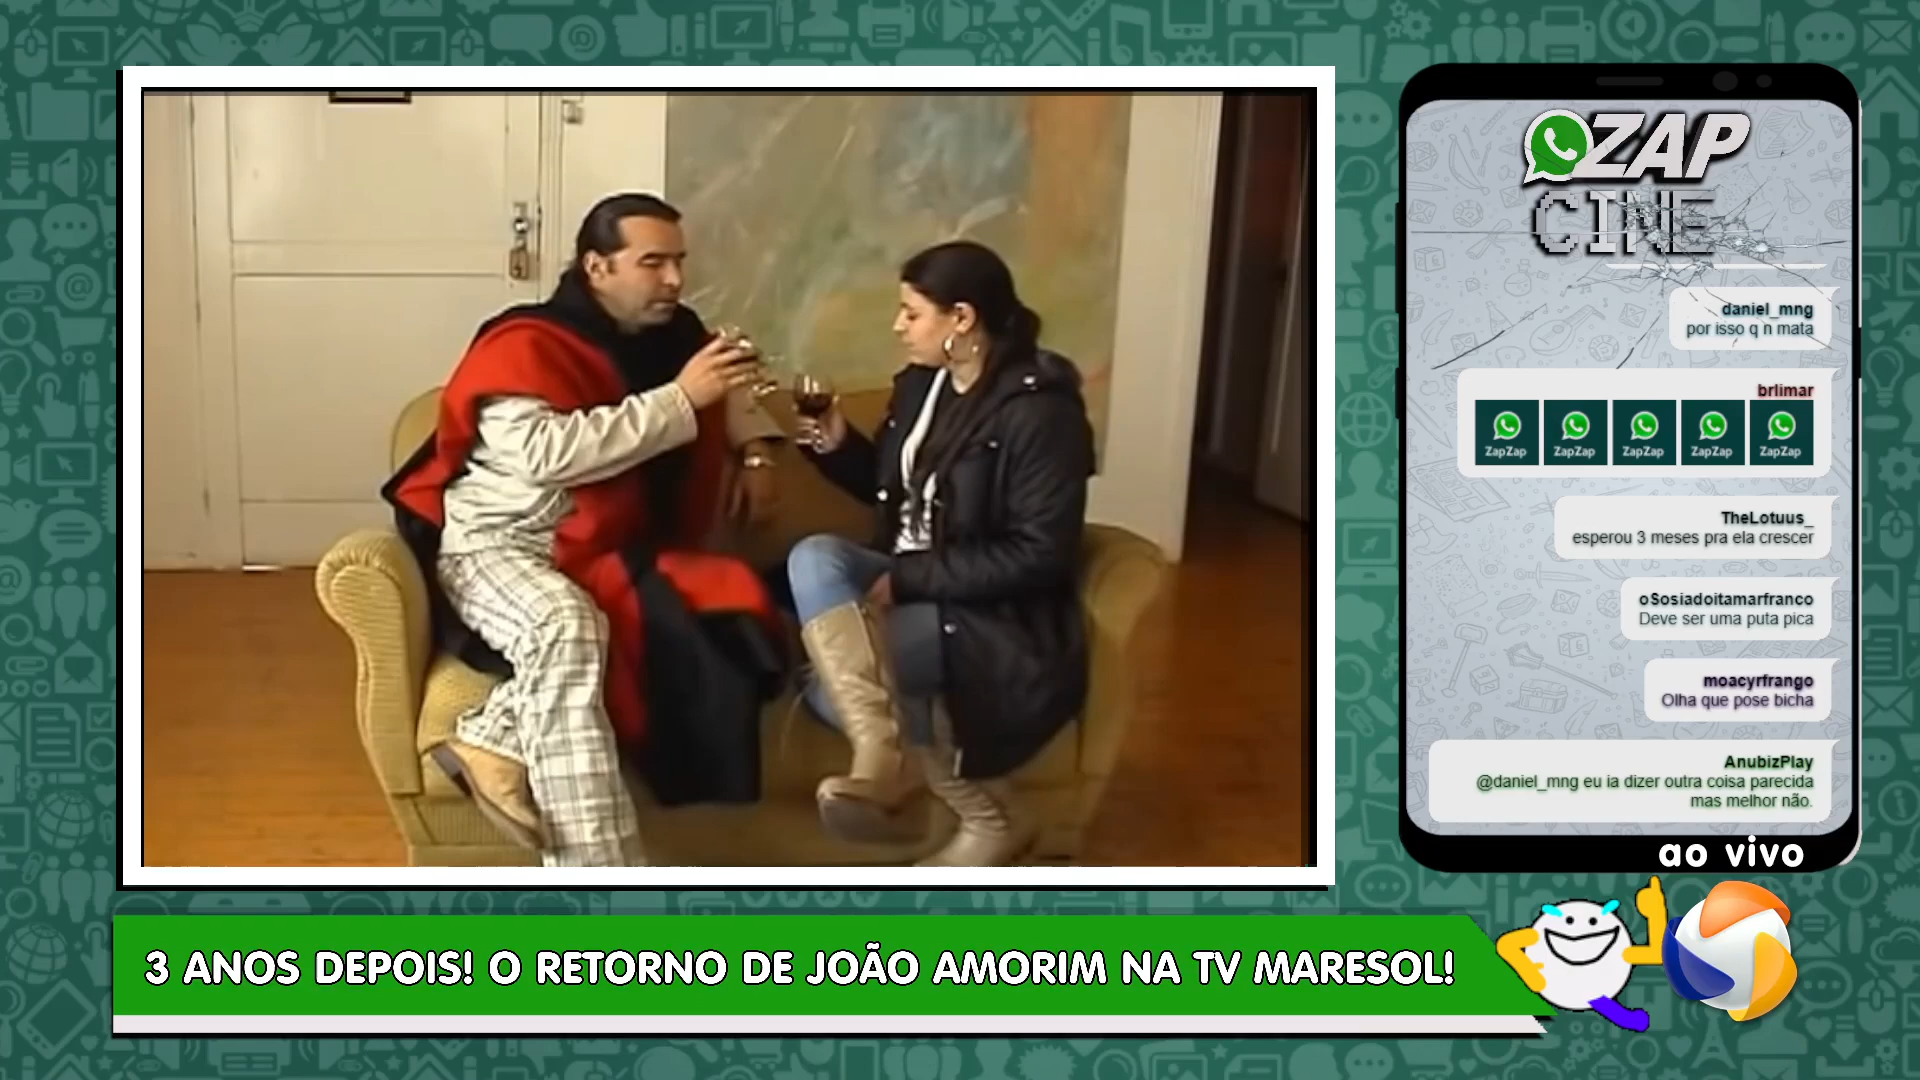 ZAP
CINE
daniel_mng
por isso q n mata
brlimar
ZapZap ZapZap ZapZap ZapZap ZapZap
TheLotuus_
esperou 3 meses pra ela crescer
oSosiadoitamarfranco
Deve ser uma puta pica
moacyrfrango
Olha que pose bicha
AnubizPlay
@daniel_mng eu ia dizer outra coisa parecida
mas melhor não.
ao vivo
3 ANOS DEPOIS! O RETORNO DE JOÃO AMORIM NA TV MARESOL!